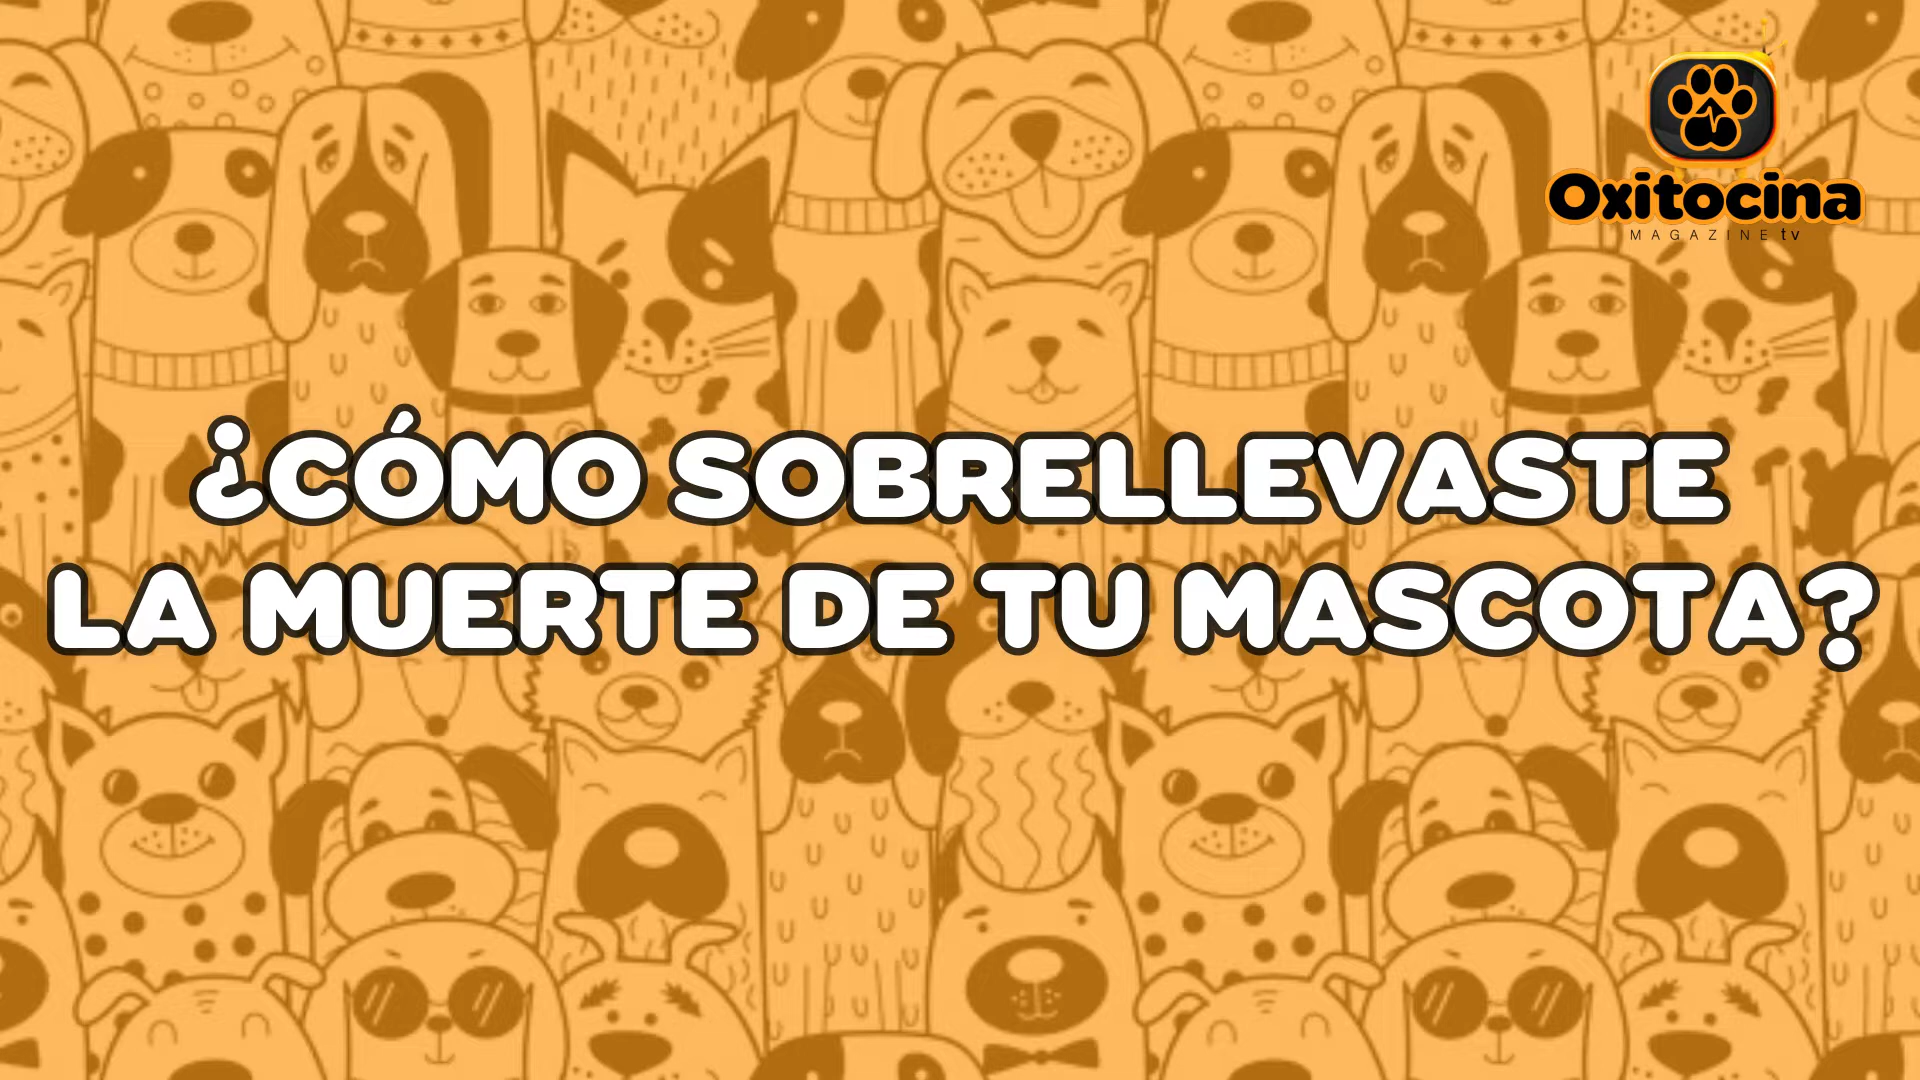 Oxitocina
MAGAZINE tv
¿CÓMO SOBRELLEVASTE
LA MUERTE DE TU MASCOTA?